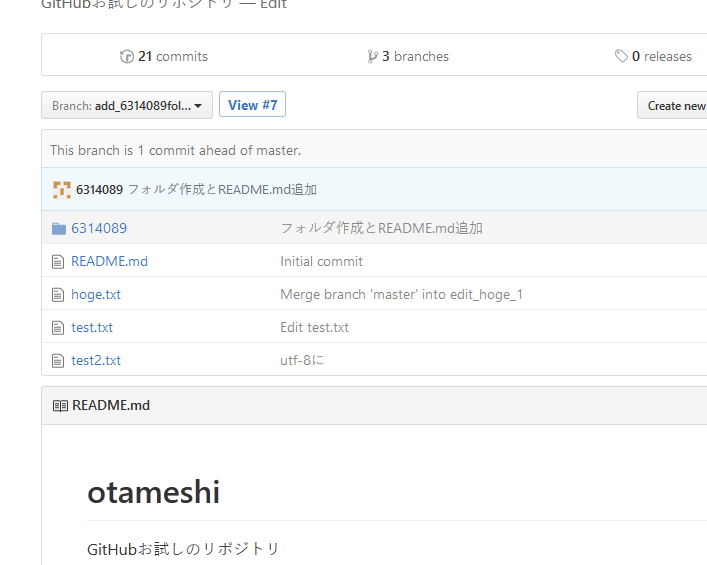 GitHubお試しのリポジトリ — Edit
21 commits 3 branches 0 releases
Branch: add_6314089fol... View #7 Create new
This branch is 1 commit ahead of master.
6314089 フォルダ作成とREADME.md追加
6314089 フォルダ作成とREADME.md追加
README.md Initial commit
hoge.txt Merge branch 'master' into edit_hoge_1
test.txt Edit test.txt
test2.txt utf-8に
README.md
otameshi
GitHubお試しのリポジトリ